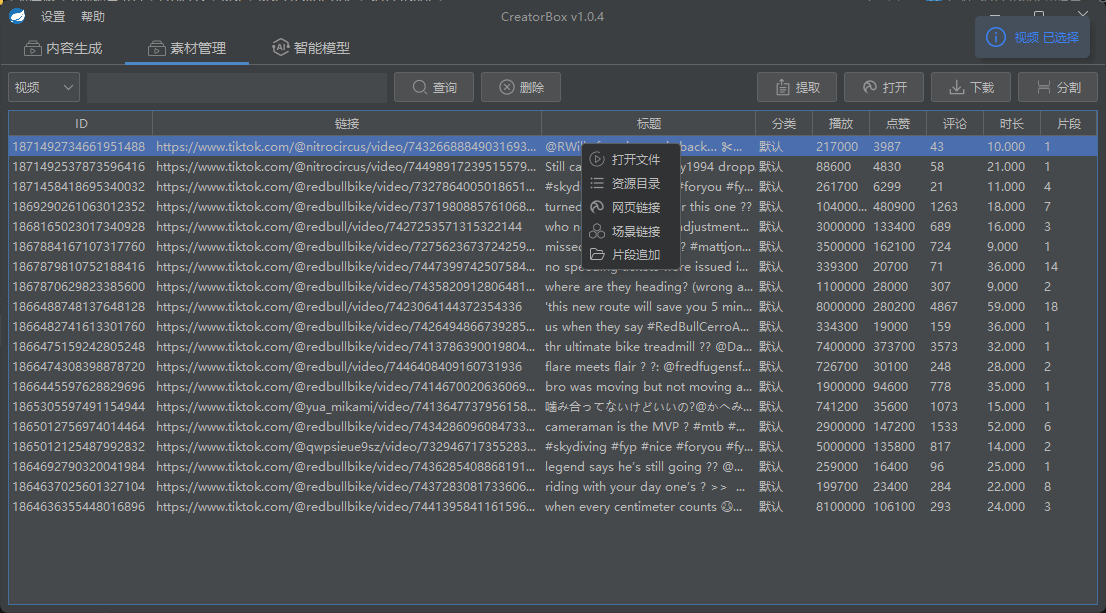 设置 帮助 CreatorBox v1.0.4
内容生成 素材管理 AI 智能模型
视频 已选择
视频 查询 删除 提取 打开 下载 分割
ID 链接 标题 分类 播放 点赞 评论 时长 片段
1871492734661951488 https://www.tiktok.com/@nitrocircus/video/74326688849031693... @RWill back... ✂... 默认 217000 3987 43 10.000 1
1871492537873596416 https://www.tiktok.com/@nitrocircus/video/74498917239515579... Still ca y1994 dropp 默认 88600 4830 58 21.000 1
1871458418695340032 https://www.tiktok.com/@redbullbike/video/7327864005018651... #skyd #foryou #fy... 默认 261700 6299 21 11.000 4
1869290261063012352 https://www.tiktok.com/@redbullbike/video/7371980885761068... turned r this one ?? 默认 104000... 480900 1263 18.000 7
1868165023017340928 https://www.tiktok.com/@redbull/video/7427253571315322144 who n adjustment... 默认 3000000 133400 689 16.000 3
1867884167107317760 https://www.tiktok.com/@redbullbike/video/7275623673724259... missed ? #mattjon... 默认 3500000 162100 724 9.000 1
1867879810752188416 https://www.tiktok.com/@redbullbike/video/7447399742507584... no speeding tickets were issued i... 默认 339300 20700 71 36.000 14
1867870629823385600 https://www.tiktok.com/@redbullbike/video/7435820912806481... where are they heading? (wrong a... 默认 1100000 28000 307 9.000 2
1866488748137648128 https://www.tiktok.com/@redbull/video/7423064144372354336 'this new route will save you 5 min... 默认 8000000 280200 4867 59.000 18
1866482741613301760 https://www.tiktok.com/@redbullbike/video/7426494866739285... us when they say #RedBullCerroA... 默认 334300 19000 159 36.000 1
1866475159242805248 https://www.tiktok.com/@redbullbike/video/7413786390019804... thr ultimate bike treadmill ?? @Da... 默认 7400000 373700 3573 32.000 1
1866474308398878720 https://www.tiktok.com/@redbull/video/7446408409160731936 flare meets flair ? ?: @fredfugensf... 默认 726700 30100 248 28.000 2
1866445597628829696 https://www.tiktok.com/@redbullbike/video/7414670020636069... bro was moving but not moving a... 默认 1900000 94600 778 35.000 1
1865305597491154944 https://www.tiktok.com/@yua_mikami/video/7413647737956158... 噛み合ってないけどいいの?@かへみ... 默认 741200 35600 1073 15.000 1
1865012756974014464 https://www.tiktok.com/@redbullbike/video/7434286096084733... cameraman is the MVP ? #mtb #... 默认 2900000 147200 1533 52.000 6
1865012125487992832 https://www.tiktok.com/@qwpsieue9sz/video/732946717355283... #skydiving #fyp #nice #foryou #fy... 默认 5000000 135800 817 14.000 2
1864692790320041984 https://www.tiktok.com/@redbullbike/video/7436285408868191... legend says he's still going ?? @... 默认 259000 16400 96 25.000 1
1864637025601327104 https://www.tiktok.com/@redbullbike/video/7437283081733606... riding with your day one's ? >> ... 默认 199700 23400 284 22.000 8
1864636355448016896 https://www.tiktok.com/@redbullbike/video/7441395841161596... when every centimeter counts ... 默认 8100000 106100 293 24.000 3
打开文件
资源目录
网页链接
场景链接
片段追加